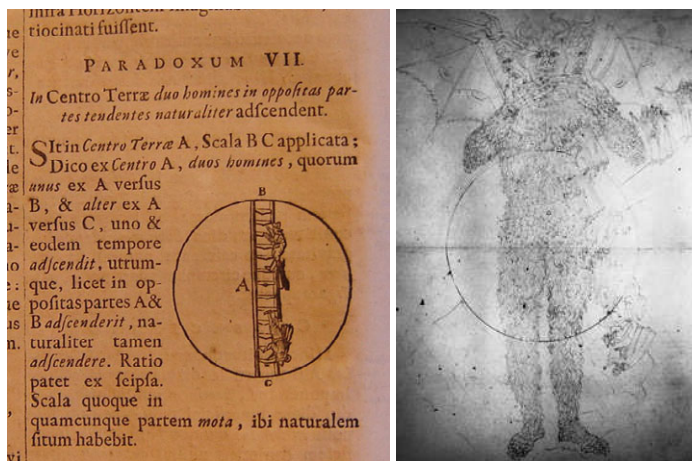 infra Horizontem
tiocinati fuiſſent.
PARADOXUM VII.
In Centro Terræ duo homines in oppoſitas par-
tes tendentes naturaliter adſcendent.
SIt in Centro Terræ A, Scala B C applicata;
Dico ex Centro A, duos homines, quorum
unus ex A verſus
B, & alter ex A
verſus C, uno &
eodem tempore
adſcendit, utrum-
que, licet in op-
poſitas partes A &
B adſcenderit, na-
turaliter tamen
adſcendere. Ratio
patet ex ſeipſa.
Scala quoque in
quamcunque partem mota, ibi naturalem
ſitum habebit.
B
A
C